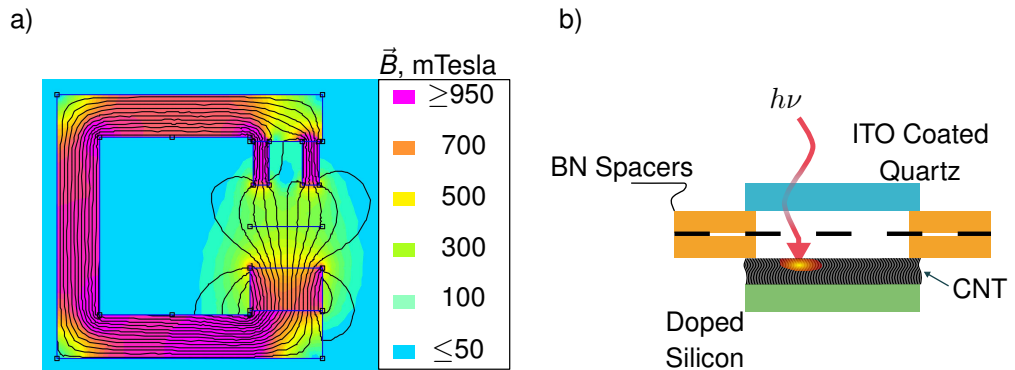 a)
B⃗, mTesla
≥950
700
500
300
100
≤50
b)
hν
ITO Coated
Quartz
BN Spacers
CNT
Doped
Silicon